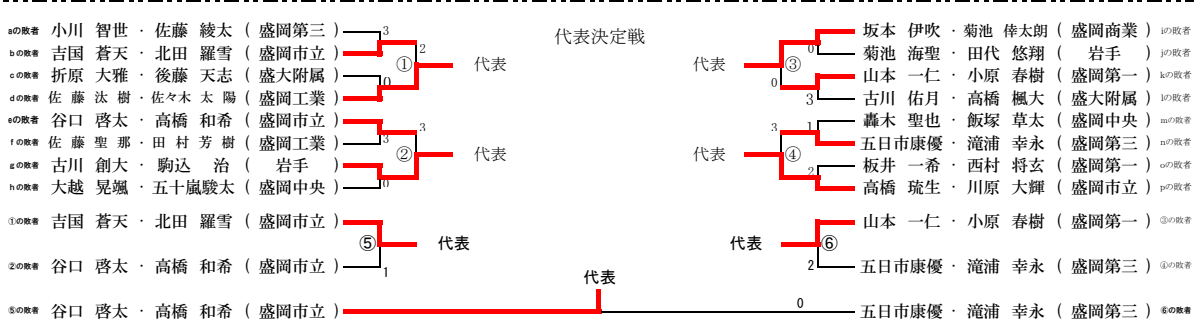 代表決定戦
aの敗者 小川 智世 ・ 佐藤 綾太 ( 盛岡第三 ) 3
bの敗者 吉国 蒼天 ・ 北田 羅雪 ( 盛岡市立 ) 2
① 代表
cの敗者 折原 大雅 ・ 後藤 天志 ( 盛大附属 ) 0
dの敗者 佐藤汰樹 ・ 佐々木太陽 ( 盛岡工業 )
eの敗者 谷口 啓太 ・ 高橋 和希 ( 盛岡市立 ) 3
fの敗者 佐藤聖那 ・ 田村芳樹 ( 盛岡工業 ) 3
② 代表
gの敗者 古川 創大 ・ 駒込 治 ( 岩手 )
hの敗者 大越 晃颯 ・ 五十嵐駿太 ( 盛岡中央 ) 0
①の敗者 吉国 蒼天 ・ 北田 羅雪 ( 盛岡市立 )
⑤ 代表
②の敗者 谷口 啓太 ・ 高橋 和希 ( 盛岡市立 ) 1
⑤の敗者 谷口 啓太 ・ 高橋 和希 ( 盛岡市立 )
代表
坂本 伊吹 ・ 菊池 倖太朗 ( 盛岡商業 ) iの敗者
0 菊池 海聖 ・ 田代 悠翔 ( 岩手 ) jの敗者
代表 ③
0 山本 一仁 ・ 小原 春樹 ( 盛岡第一 ) kの敗者
3 古川 佑月 ・ 高橋 楓大 ( 盛大附属 ) lの敗者
3 1 轟木 聖也 ・ 飯塚 草太 ( 盛岡中央 ) mの敗者
五日市康優 ・ 滝浦 幸永 ( 盛岡第三 ) nの敗者
代表 ④
2 板井 一希 ・ 西村 将玄 ( 盛岡第一 ) oの敗者
高橋 琉生 ・ 川原 大輝 ( 盛岡市立 ) pの敗者
山本 一仁 ・ 小原 春樹 ( 盛岡第一 ) ③の敗者
代表 ⑥
2 五日市康優 ・ 滝浦 幸永 ( 盛岡第三 ) ④の敗者
0 五日市康優 ・ 滝浦 幸永 ( 盛岡第三 ) ⑥の敗者